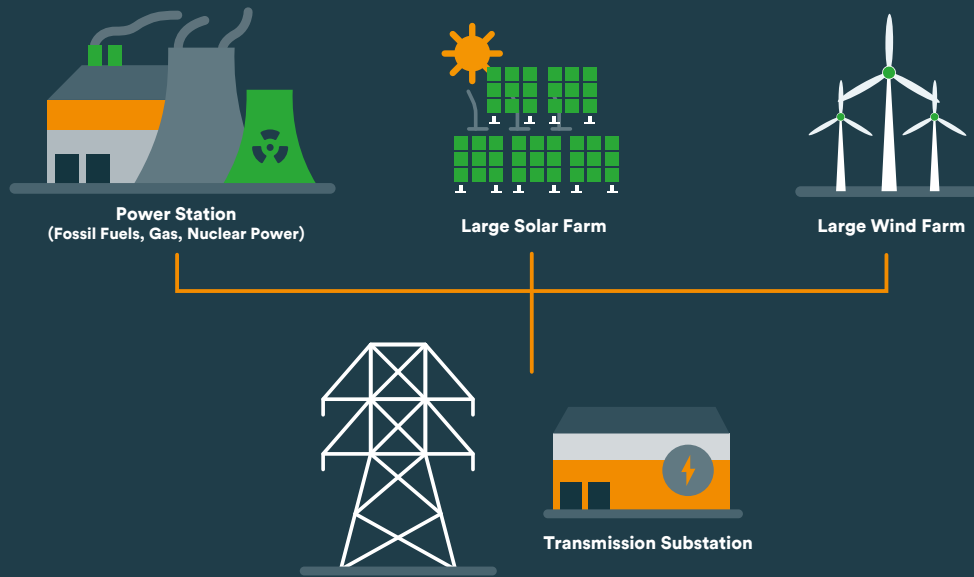 Power Station
(Fossil Fuels, Gas, Nuclear Power)
Large Solar Farm
Large Wind Farm
Transmission Substation